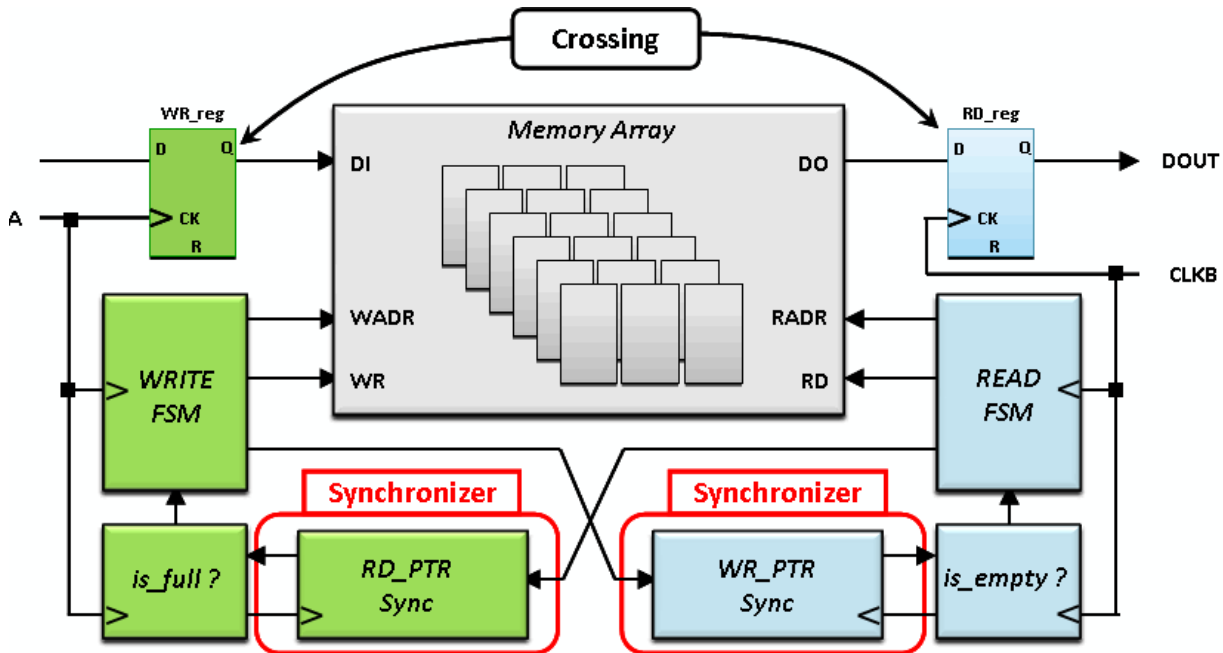 Crossing
WR_reg
RD_reg
Memory Array
D
Q
DI
DO
D
Q
DOUT
A
CK
CK
R
R
CLKB
WADR
RADR
WRITE
FSM
WR
RD
READ
FSM
Synchronizer
Synchronizer
is_full ?
RD_PTR
Sync
WR_PTR
Sync
is_empty ?